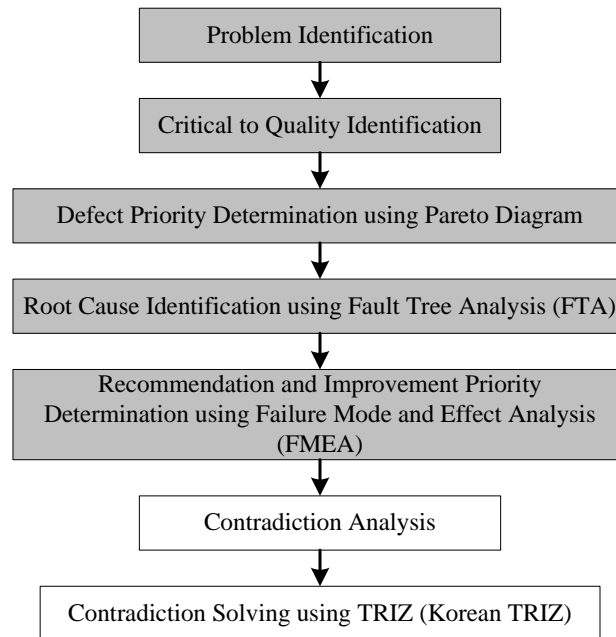 Problem Identification
Critical to Quality Identification
Defect Priority Determination using Pareto Diagram
Root Cause Identification using Fault Tree Analysis (FTA)
Recommendation and Improvement Priority
Determination using Failure Mode and Effect Analysis
(FMEA)
Contradiction Analysis
Contradiction Solving using TRIZ (Korean TRIZ)